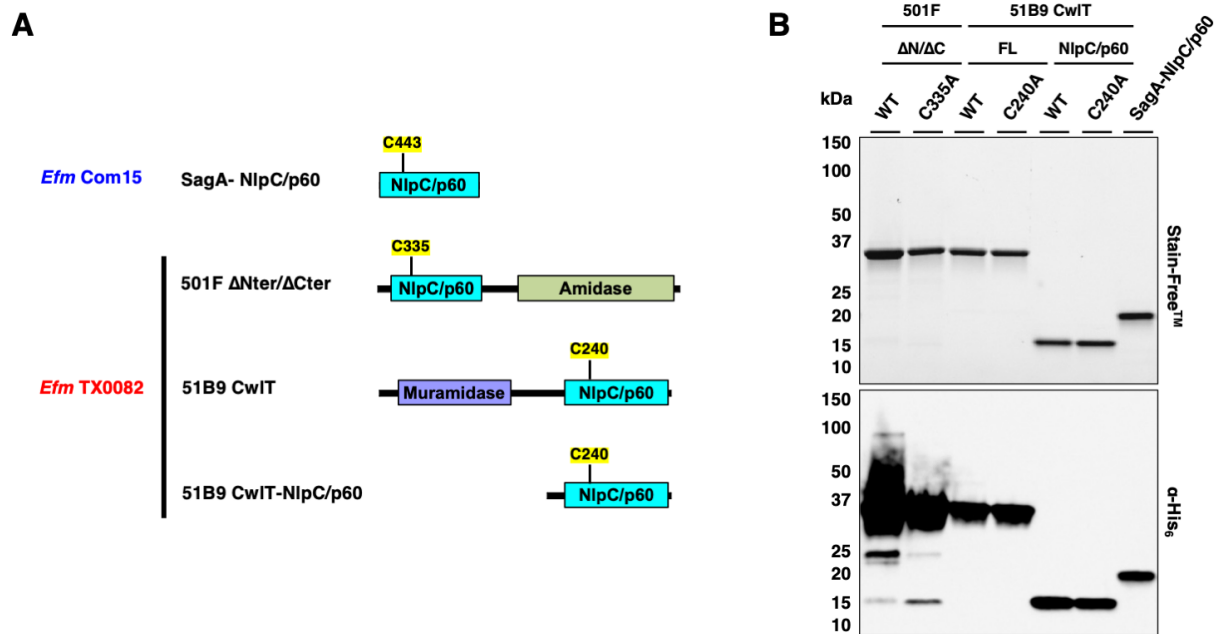 A
C443
Efm Com15 SagA- NlpC/p60 NlpC/p60
C335
501F ΔNter/ΔCter NlpC/p60 Amidase
C240
Efm TX0082 51B9 CwlT Muramidase NlpC/p60
C240
51B9 CwlT-NlpC/p60 NlpC/p60
B
501F 51B9 CwlT
ΔN/ΔC FL NlpC/p60
kDa WT C335A WT C240A WT C240A SagA-NlpC/p60
150
100
50
37
25
20
15
10
Stain-Free™
150
100
50
37
25
20
15
10
α-His₆